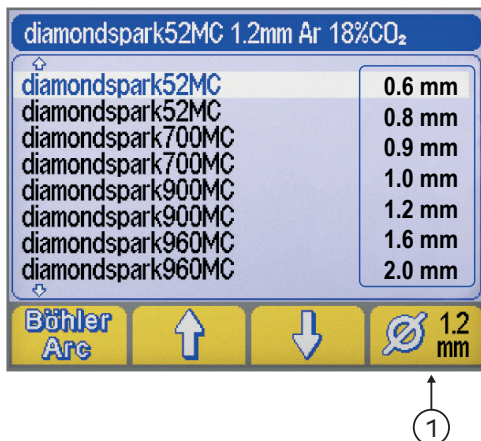 diamondspark52MC 1.2mm Ar 18%CO₂
diamondspark52MC
diamondspark52MC
diamondspark700MC
diamondspark700MC
diamondspark900MC
diamondspark900MC
diamondspark960MC
diamondspark960MC
0.6 mm
0.8 mm
0.9 mm
1.0 mm
1.2 mm
1.6 mm
2.0 mm
Böhler
Arc
Ø 1.2
mm
1